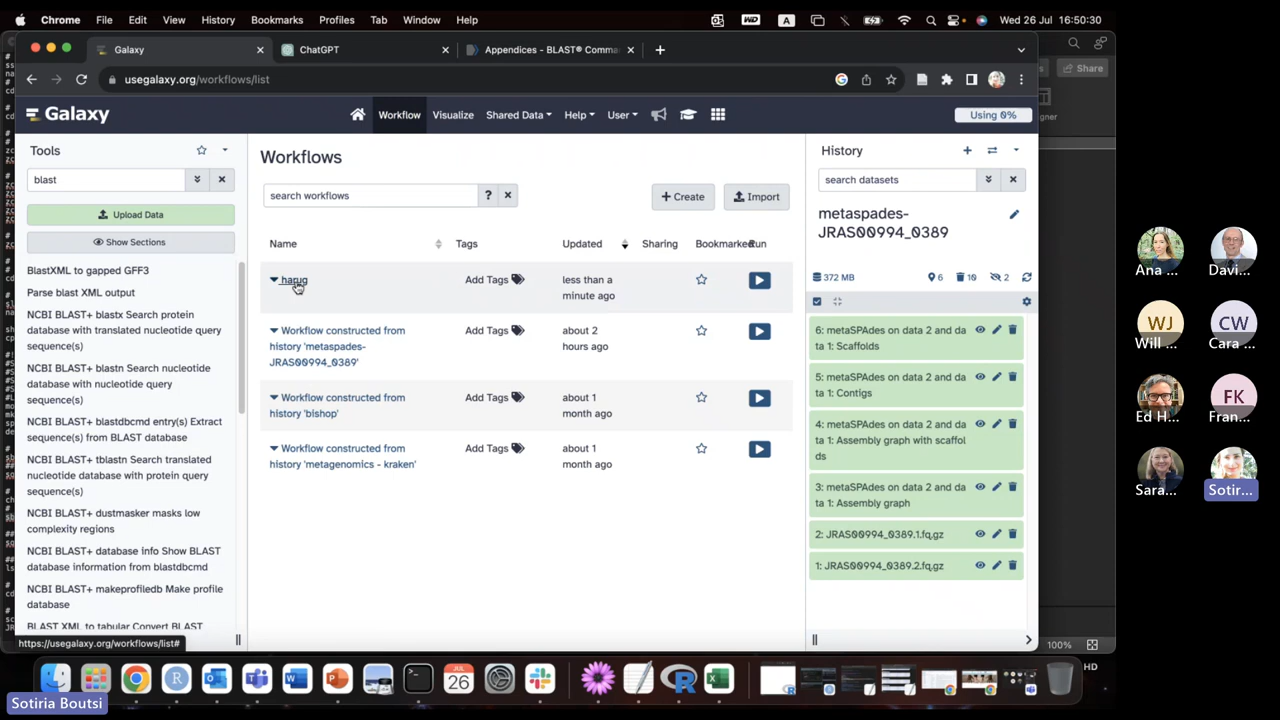 Chrome File Edit View History Bookmarks Profiles Tab Window Help
WD A Wed 26 Jul 16:50:30
Galaxy ChatGPT Appendices - BLAST® Comma
Share
usegalaxy.org/workflows/list
Galaxy Workflow Visualize Shared Data Help User Using 0%
Tools
blast
Upload Data
Show Sections
BlastXML to gapped GFF3
Parse blast XML output
NCBI BLAST+ blastx Search protein
database with translated nucleotide query
sequence(s)
NCBI BLAST+ blastn Search nucleotide
database with nucleotide query
sequence(s)
NCBI BLAST+ blastdbcmd entry(s) Extract
sequence(s) from BLAST database
NCBI BLAST+ tblastn Search translated
nucleotide database with protein query
sequence(s)
NCBI BLAST+ dustmasker masks low
complexity regions
NCBI BLAST+ database info Show BLAST
database information from blastdbcmd
NCBI BLAST+ makeprofiledb Make profile
database
BLAST XML to tabular Convert BLAST
https://usegalaxy.org/workflows/list#
Workflows
search workflows ? Create Import
Name Tags Updated Sharing Bookmarked Run
harug Add Tags less than a
minute ago
Workflow constructed from
history 'metaspades-
JRAS00994_0389'
Add Tags about 2
hours ago
Workflow constructed from
history 'bishop'
Add Tags about 1
month ago
Workflow constructed from
history 'metagenomics - kraken'
Add Tags about 1
month ago
History
search datasets
metaspades-
JRAS00994_0389
372 MB 6 10 2
6: metaSPAdes on data 2 and da
ta 1: Scaffolds
5: metaSPAdes on data 2 and da
ta 1: Contigs
4: metaSPAdes on data 2 and da
ta 1: Assembly graph with scaffol
ds
3: metaSPAdes on data 2 and da
ta 1: Assembly graph
2: JRAS00994_0389.1.fq.gz
1: JRAS00994_0389.2.fq.gz
100%
HD
JUL
26
Ana ... Davi...
WJ CW
Will ... Cara ...
FK
Ed H... Fran...
Sara... Sotir...
Sotiria Boutsi